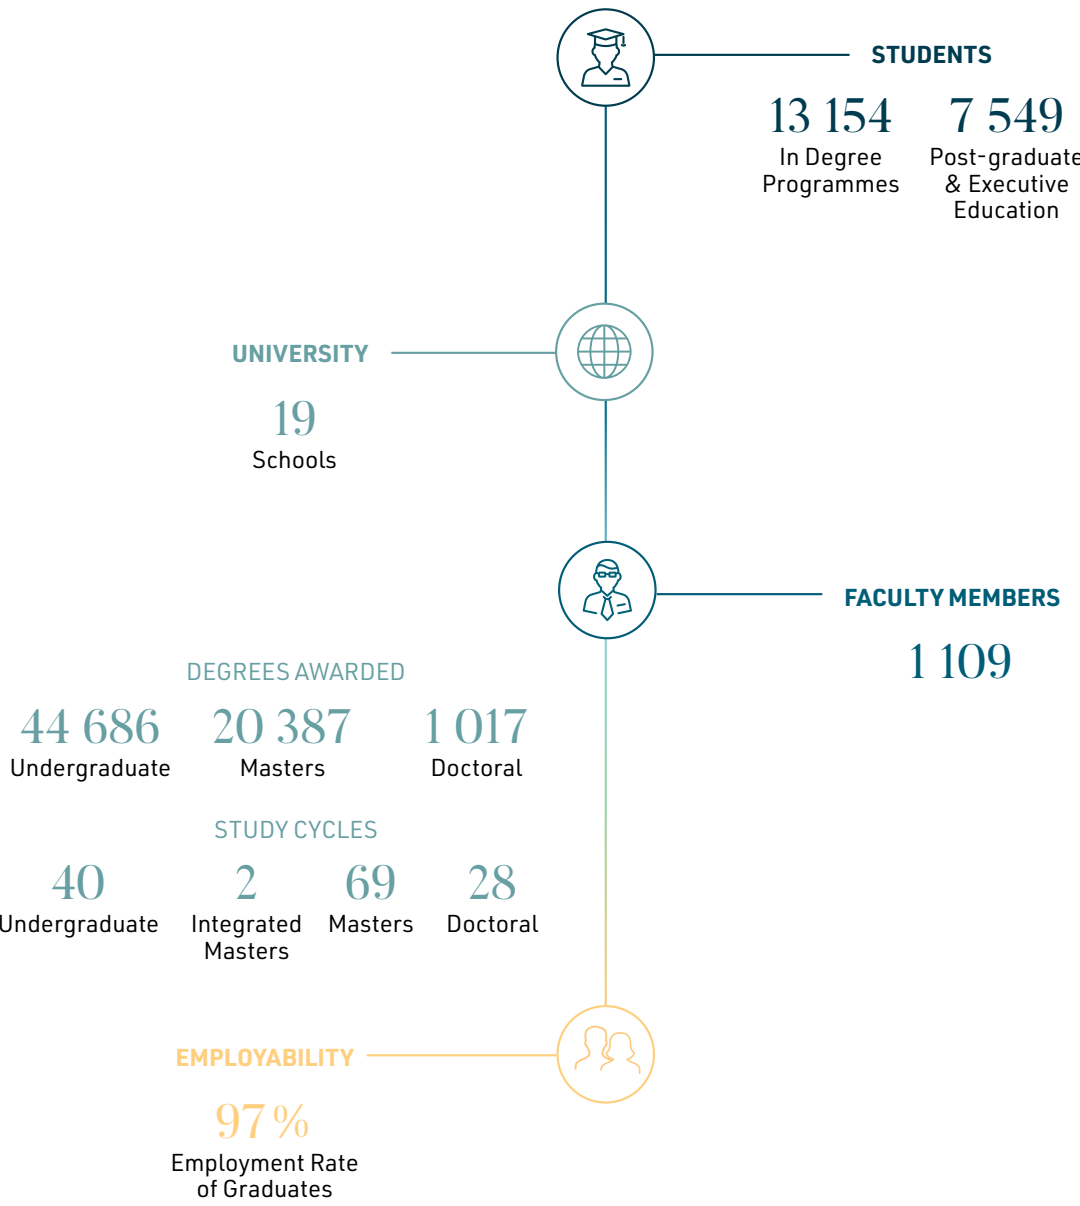 STUDENTS
13 154 7 549
In Degree Post-graduate
Programmes & Executive
Education
UNIVERSITY
19
Schools
FACULTY MEMBERS
1 109
DEGREES AWARDED
44 686 20 387 1 017
Undergraduate Masters Doctoral
STUDY CYCLES
40 2 69 28
Undergraduate Integrated Masters Doctoral
Masters
EMPLOYABILITY
97 %
Employment Rate
of Graduates